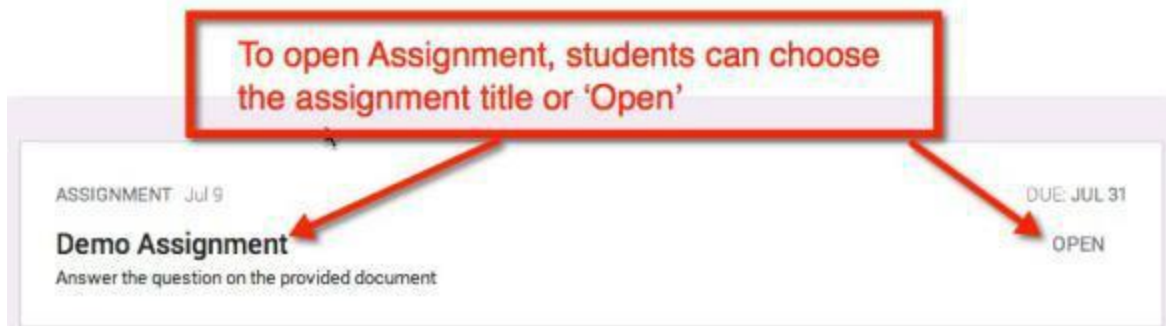 To open Assignment, students can choose
the assignment title or ‘Open’
ASSIGNMENT Jul 9
DUE: JUL 31
Demo Assignment
OPEN
Answer the question on the provided document